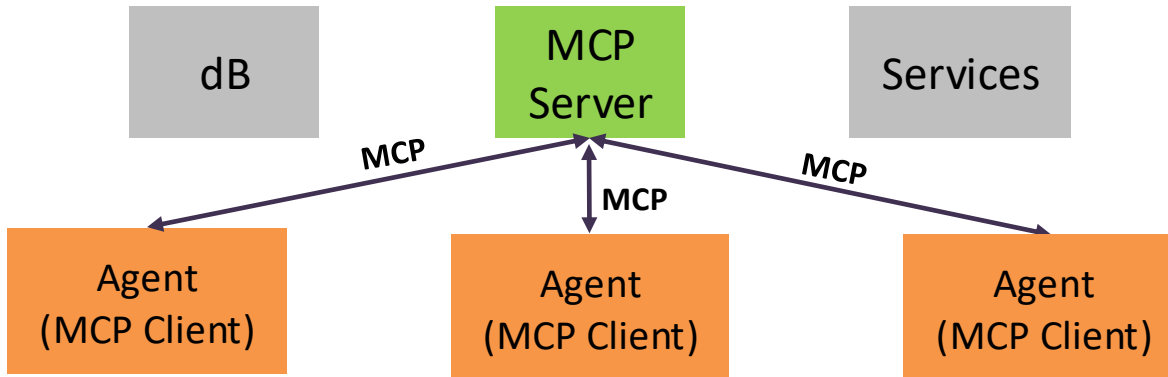 dB
MCP
Server
Services
MCP
MCP
MCP
Agent
(MCP Client)
Agent
(MCP Client)
Agent
(MCP Client)